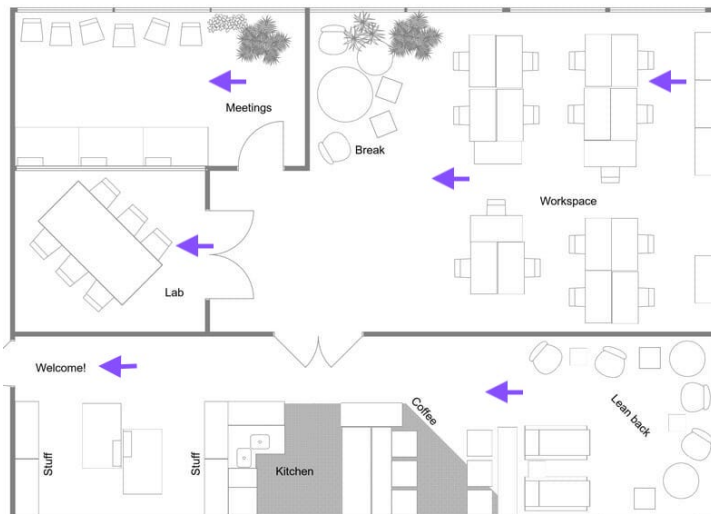 Meetings
Break
Workspace
Lab
Welcome!
Coffee
Lean back
Stuff
Stuff
Kitchen